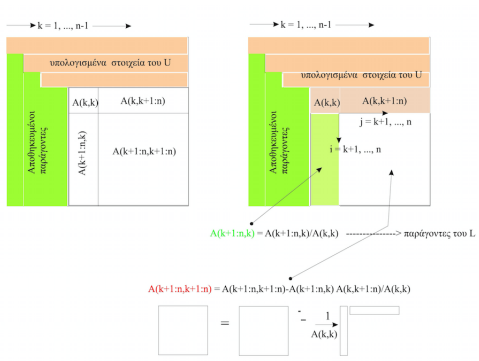 k = 1, ..., n-1
υπολογισμένα στοιχεία του U
Αποθηκευμένοι
παράγοντες
A(k,k)
A(k,k+1:n)
A(k+1:n,k)
A(k+1:n,k+1:n)
k = 1, ..., n-1
υπολογισμένα στοιχεία του U
Αποθηκευμένοι
παράγοντες
A(k,k)
A(k,k+1:n)
j = k+1, ..., n
i = k+1, ..., n
A(k+1:n,k) = A(k+1:n,k)/A(k,k) --------------> παράγοντες του L
A(k+1:n,k+1:n) = A(k+1:n,k+1:n)-A(k+1:n,k) A(k,k+1:n)/A(k,k)
= - 1
A(k,k)